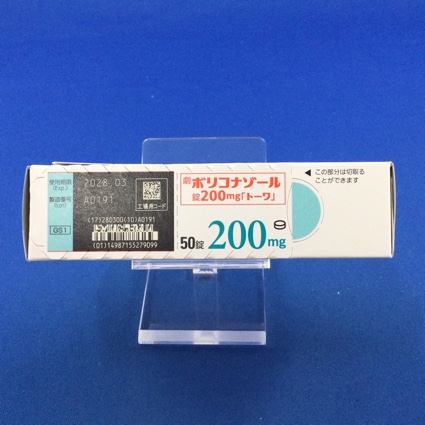 使用期限
(Exp.)
2028.03
製造番号
(Lot)
A0191
工場用コード
(17)280300(10)A0191
GS1
(01)14987155279099
劇 ボリコナゾール
錠200mg「トーワ」
50錠 200mg
◀ この部分は切取る
ことができます